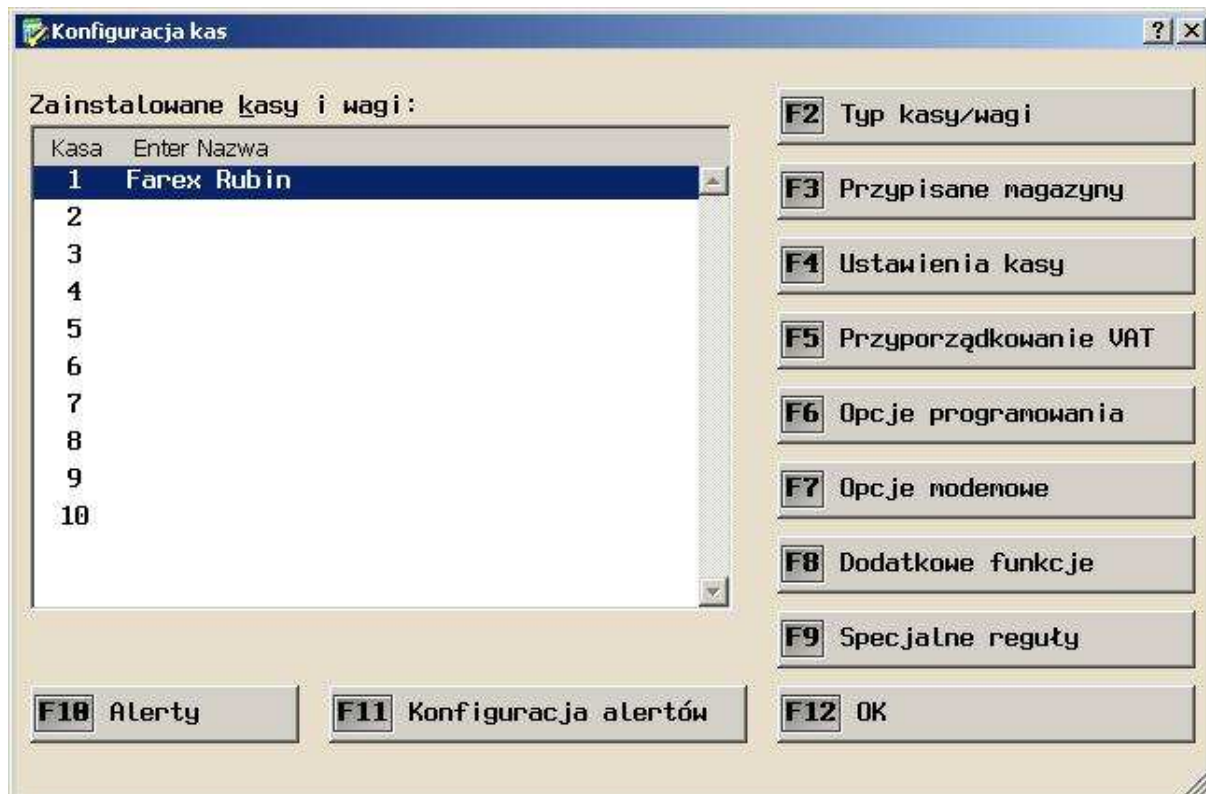 Konfiguracja kas
Zainstalowane kasy i wagi:
Kasa Enter Nazwa
1 Farex Rubin
2
3
4
5
6
7
8
9
10
F2 Typ kasy/wagi
F3 Przypisane magazyny
F4 Ustawienia kasy
F5 Przyporządkowanie VAT
F6 Opcje programowania
F7 Opcje modemowe
F8 Dodatkowe funkcje
F9 Specjalne reguły
F10 Alerty
F11 Konfiguracja alertów
F12 OK